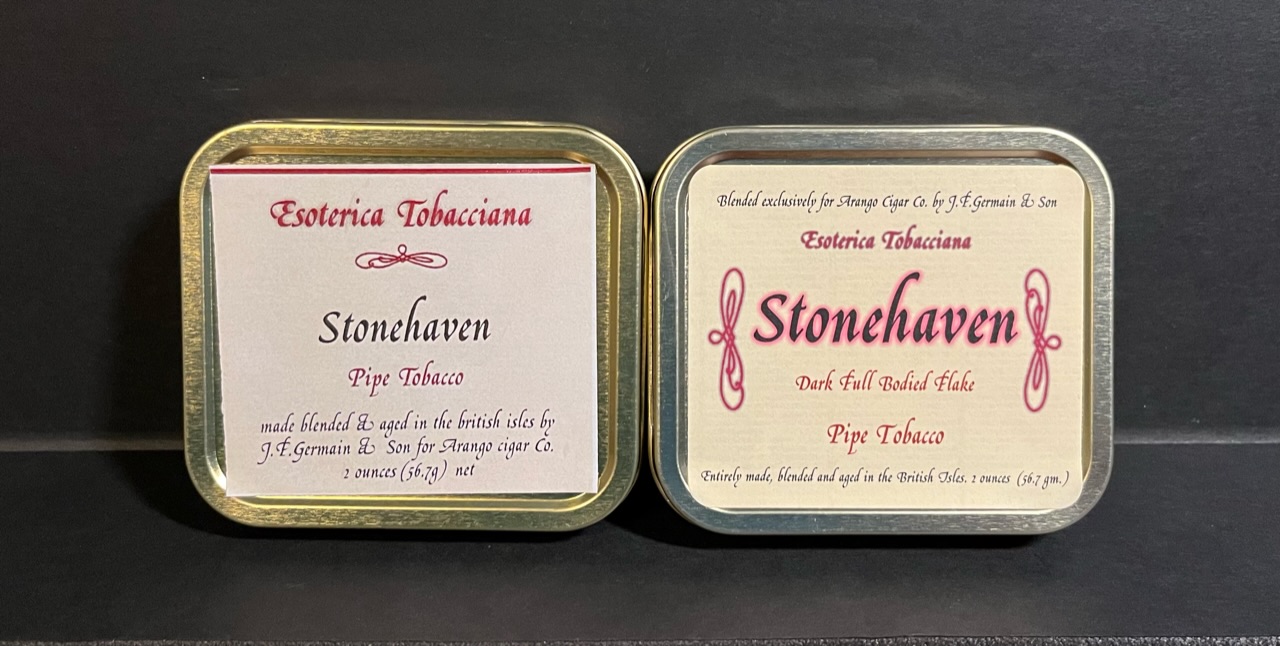 Esoterica Tobacciana
Stonehaven
Pipe Tobacco
made blended & aged in the british isles by
J.F.Germain & Son for Arango cigar Co.
2 ounces (56.7g) net
Blended exclusively for Arango Cigar Co. by J.F.Germain & Son
Esoterica Tobacciana
Stonehaven
Dark Full Bodied Flake
Pipe Tobacco
Entirely made, blended and aged in the British Isles. 2 ounces (56.7 gm.)